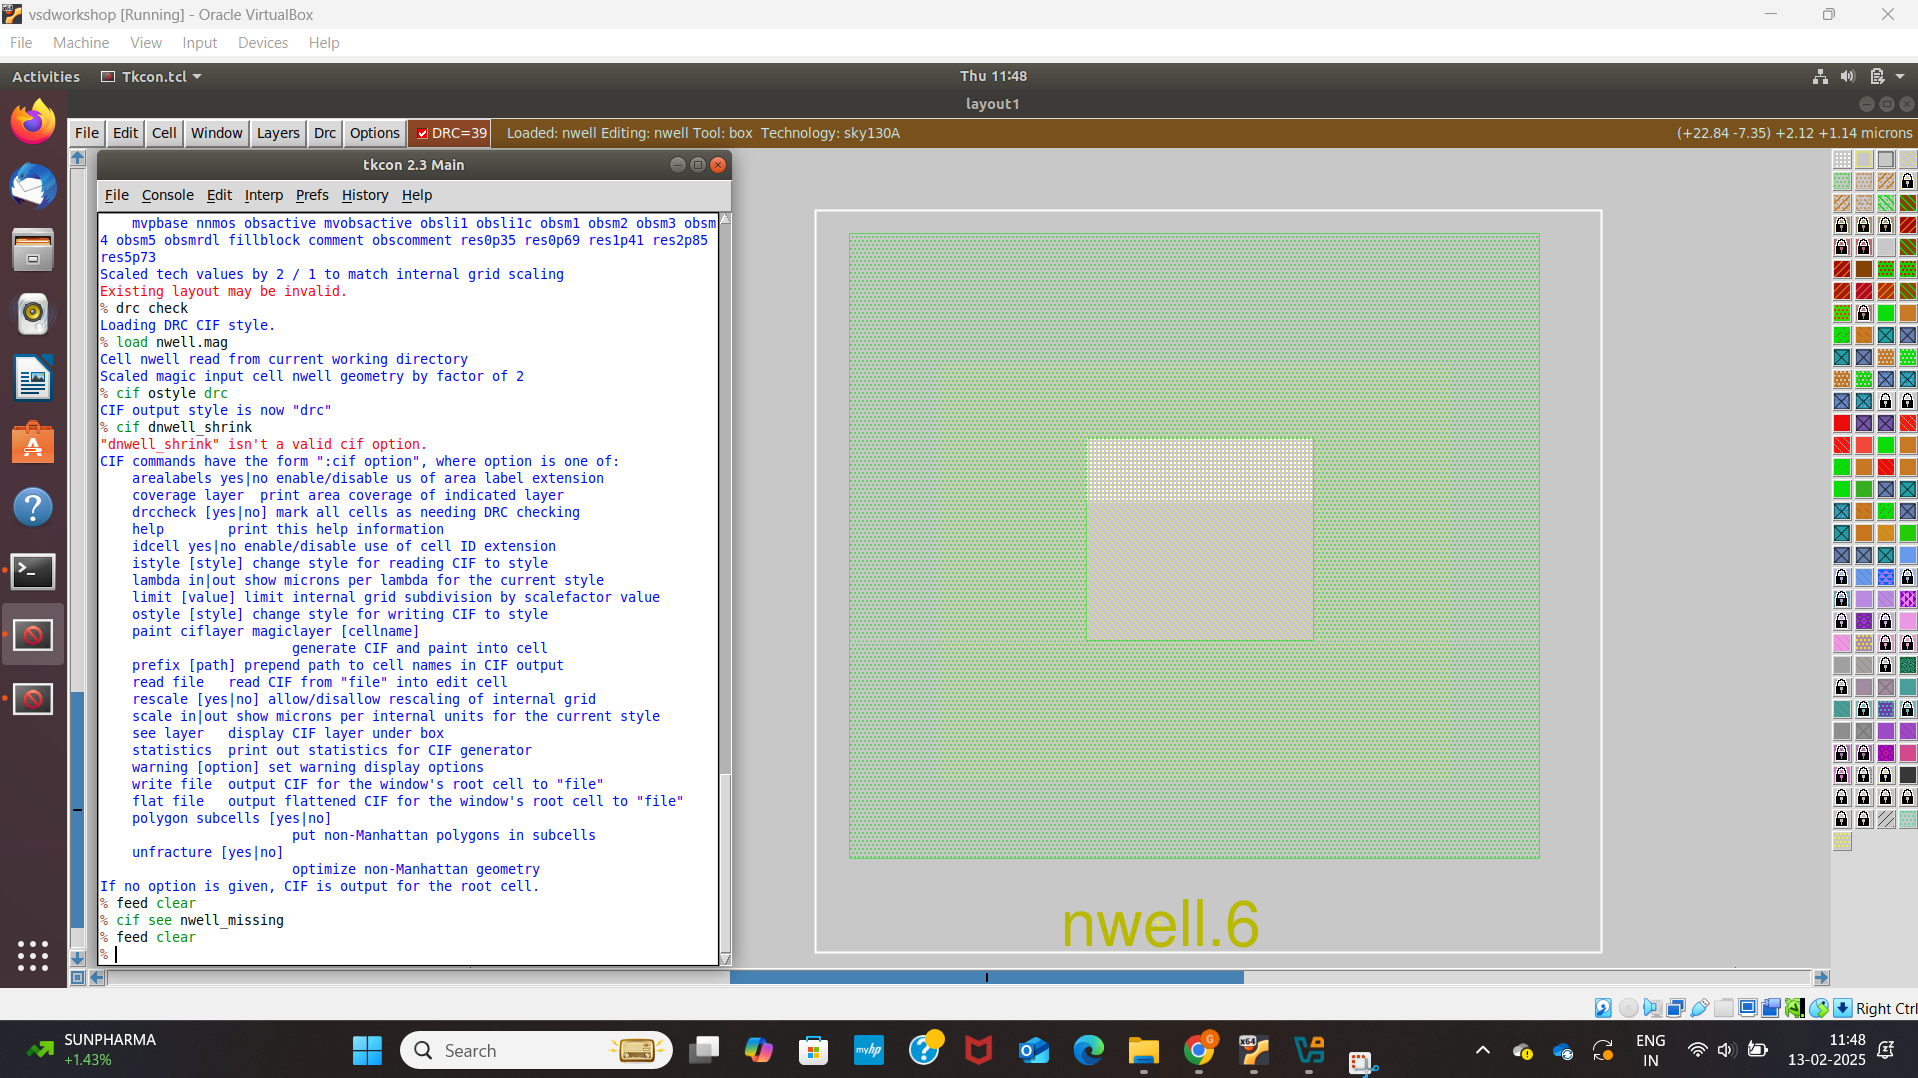 vsdworkshop [Running] - Oracle VirtualBox
File Machine View Input Devices Help
Activities Tkcon.tcl Thu 11:48
layout1
File Edit Cell Window Layers Drc Options DRC=39 Loaded: nwell Editing: nwell Tool: box Technology: sky130A (+22.84 -7.35) +2.12 +1.14 microns
tkcon 2.3 Main
File Console Edit Interp Prefs History Help
mvpbase nnmos obsactive mvobsactive obsli1 obsli1c obsm1 obsm2 obsm3 obsm
4 obsm5 obsmrdl fillblock comment obscomment res0p35 res0p69 res1p41 res2p85
res5p73
Scaled tech values by 2 / 1 to match internal grid scaling
Existing layout may be invalid.
% drc check
Loading DRC CIF style.
% load nwell.mag
Cell nwell read from current working directory
Scaled magic input cell nwell geometry by factor of 2
% cif ostyle drc
CIF output style is now "drc"
% cif dnwell_shrink
"dnwell_shrink" isn't a valid cif option.
CIF commands have the form ":cif option", where option is one of:
arealabels yes|no enable/disable us of area label extension
coverage layer  print area coverage of indicated layer
drccheck [yes|no] mark all cells as needing DRC checking
help        print this help information
idcell yes|no enable/disable use of cell ID extension
istyle [style] change style for reading CIF to style
lambda in|out show microns per lambda for the current style
limit [value] limit internal grid subdivision by scalefactor value
ostyle [style] change style for writing CIF to style
paint ciflayer magiclayer [cellname]
generate CIF and paint into cell
prefix [path] prepend path to cell names in CIF output
read file   read CIF from "file" into edit cell
rescale [yes|no] allow/disallow rescaling of internal grid
scale in|out show microns per internal units for the current style
see layer   display CIF layer under box
statistics  print out statistics for CIF generator
warning [option] set warning display options
write file  output CIF for the window's root cell to "file"
flat file   output flattened CIF for the window's root cell to "file"
polygon subcells [yes|no]
put non-Manhattan polygons in subcells
unfracture [yes|no]
optimize non-Manhattan geometry
If no option is given, CIF is output for the root cell.
% feed clear
% cif see nwell_missing
% feed clear
%
nwell.6
Right Ctrl
SUNPHARMA
+1.43%
Search
myhp
G
x64
ENG
IN
11:48
13-02-2025